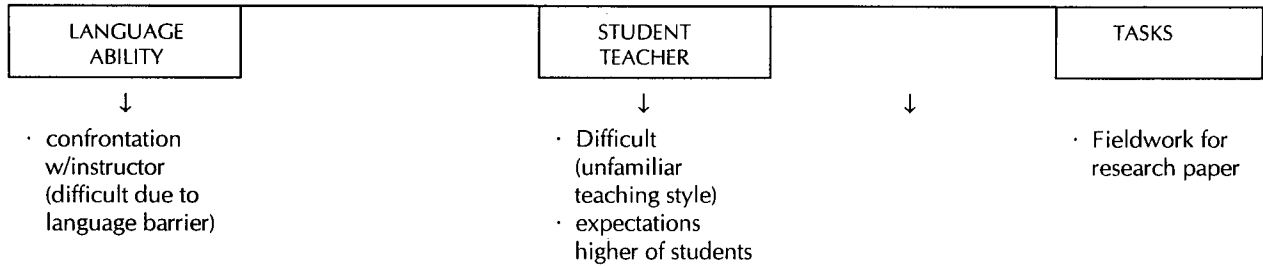 LANGUAGE
ABILITY
STUDENT
TEACHER
TASKS
↓
↓
↓
· confrontation
w/instructor
(difficult due to
language barrier)
· Difficult
(unfamiliar
teaching style)
· expectations
higher of students
· Fieldwork for
research paper